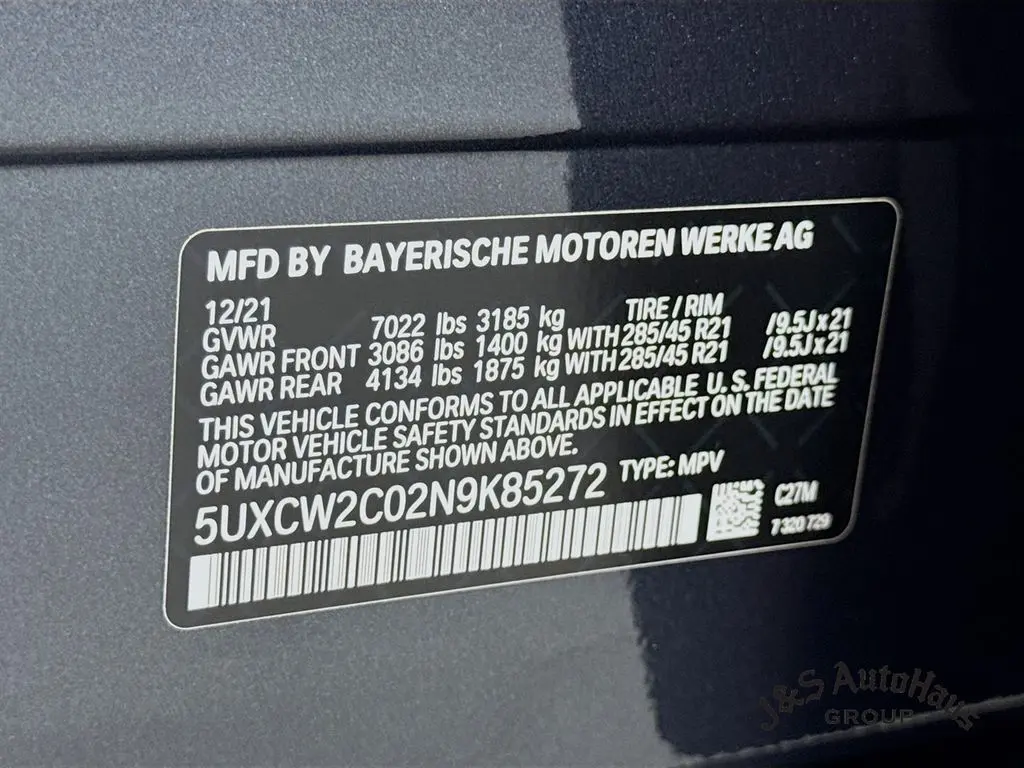 MFD BY BAYERISCHE MOTOREN WERKE AG
12/21 TIRE / RIM
GVWR 7022 lbs 3185 kg
GAWR FRONT 3086 lbs 1400 kg WITH 285/45 R21 /9.5J x 21
GAWR REAR 4134 lbs 1875 kg WITH 285/45 R21 /9.5J x 21
THIS VEHICLE CONFORMS TO ALL APPLICABLE U. S. FEDERAL
MOTOR VEHICLE SAFETY STANDARDS IN EFFECT ON THE DATE
OF MANUFACTURE SHOWN ABOVE.
5UXCW2C02N9K85272 TYPE: MPV
C27M
7 320 729
J&S AutoHaus
GROUP